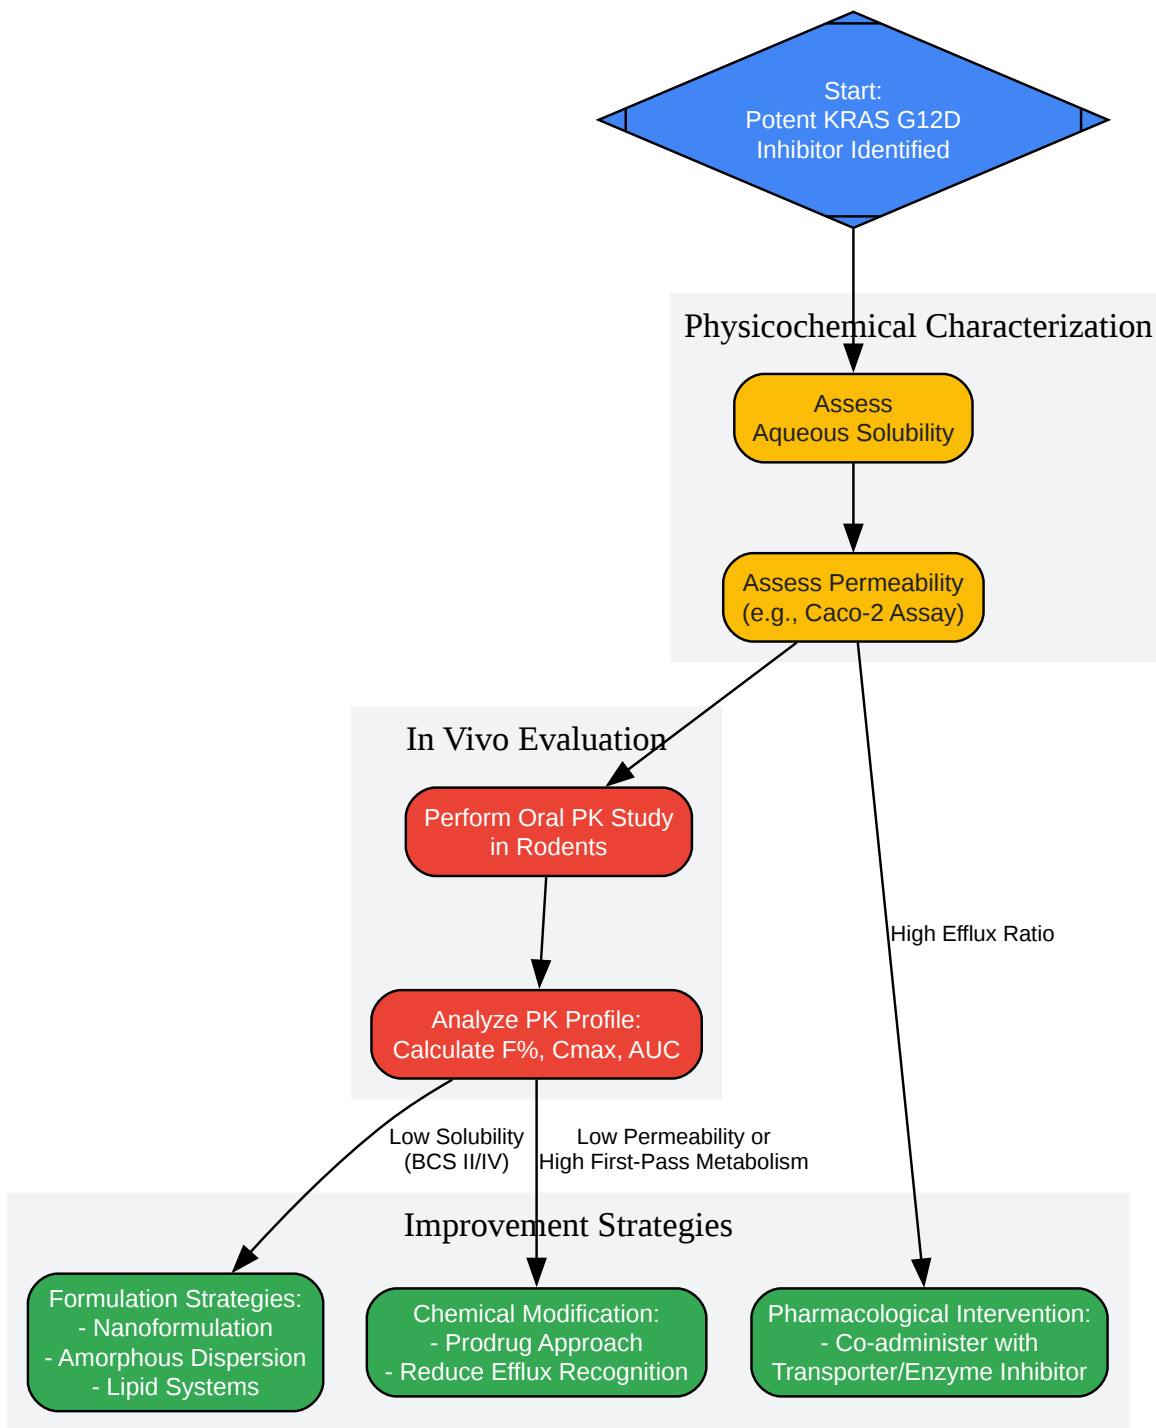 Start:
Potent KRAS G12D
Inhibitor Identified
Physicochemical Characterization
Assess
Aqueous Solubility
Assess Permeability
(e.g., Caco-2 Assay)
In Vivo Evaluation
Perform Oral PK Study
in Rodents
High Efflux Ratio
Analyze PK Profile:
Calculate F%, Cmax, AUC
Low Solubility
(BCS II/IV)
Low Permeability or
High First-Pass Metabolism
Improvement Strategies
Formulation Strategies:
- Nanoformulation
- Amorphous Dispersion
- Lipid Systems
Chemical Modification:
- Prodrug Approach
- Reduce Efflux Recognition
Pharmacological Intervention:
- Co-administer with
Transporter/Enzyme Inhibitor